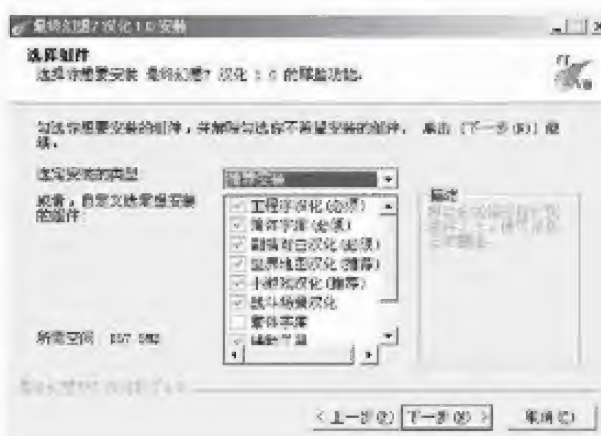 最终幻想7 汉化 1.0 安装
选择组件
选择你想要安装 最终幻想7 汉化 1.0 的那些功能。
勾选你想要安装的组件，并解除勾选你不希望安装的组件。 单击 [下一步(N)] 继
续。
选定安装的类型:
或者，自定义选定想安装
的组件:
主程序汉化(必须)
简体字库(必须)
剧情对白汉化(必须)
世界地图汉化(推荐)
小游戏汉化(推荐)
战斗场景汉化
繁体字库
描述
所需空间:
< 上一步(P)
下一步(N) >
取消(C)